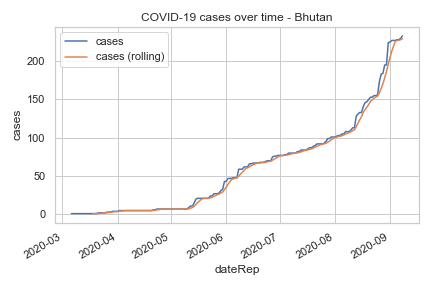 COVID-19 cases over time - Bhutan
cases
cases (rolling)
200
150
100
50
0
cases
2020-03
2020-04
2020-05
2020-06
2020-07
2020-08
2020-09
dateRep